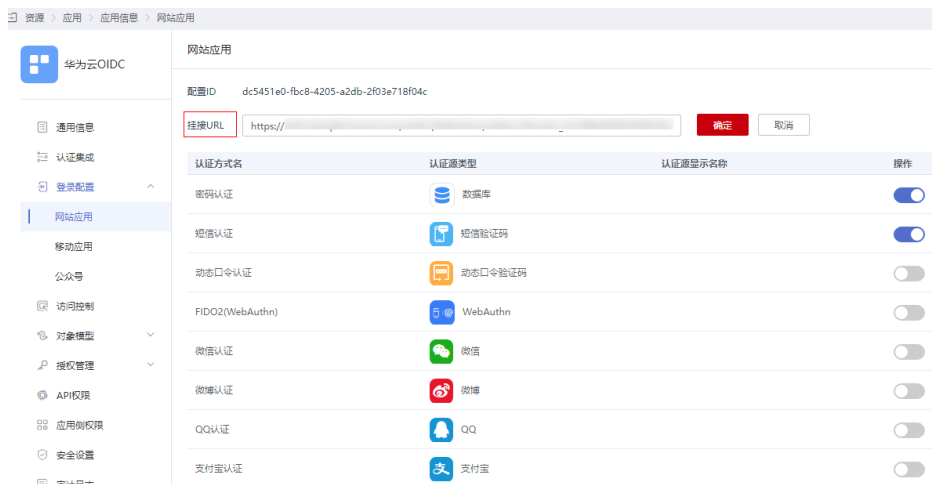 资源 > 应用 > 应用信息 > 网站应用
华为云OIDC
通用信息
认证集成
登录配置
网站应用
移动应用
公众号
访问控制
对象模型
授权管理
API权限
应用侧权限
安全设置
审计日志
网站应用
配置ID dc5451e0-fbc8-4205-a2db-2f03e718f04c
挂接URL https:// 确定 取消
认证方式名 认证源类型 认证源显示名称 操作
密码认证 数据库
短信认证 短信验证码
动态口令认证 动态口令验证码
FIDO2(WebAuthn) WebAuthn
微信认证 微信
微博认证 微博
QQ认证 QQ
支付宝认证 支 支付宝